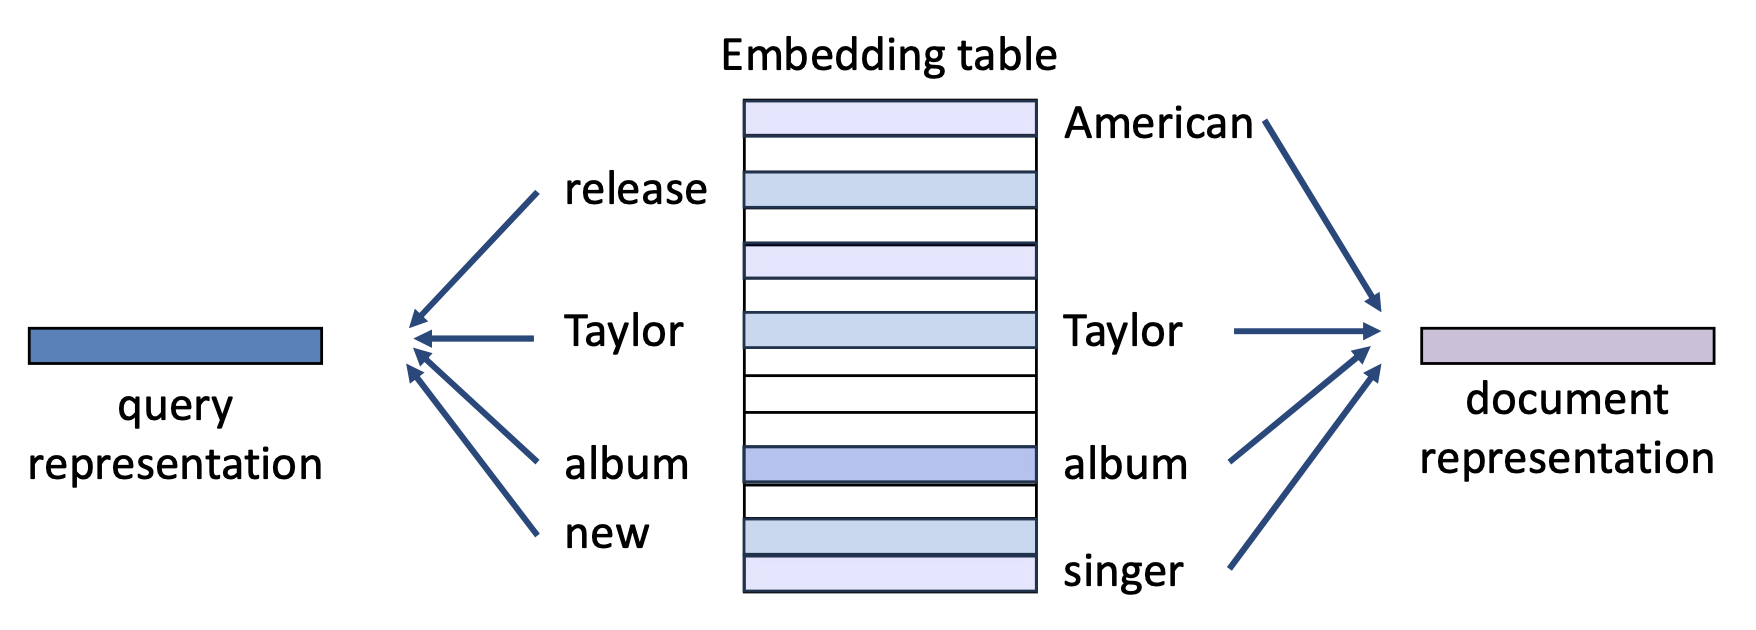 Embedding table
release
Taylor
album
new
American
Taylor
album
singer
query
representation
document
representation